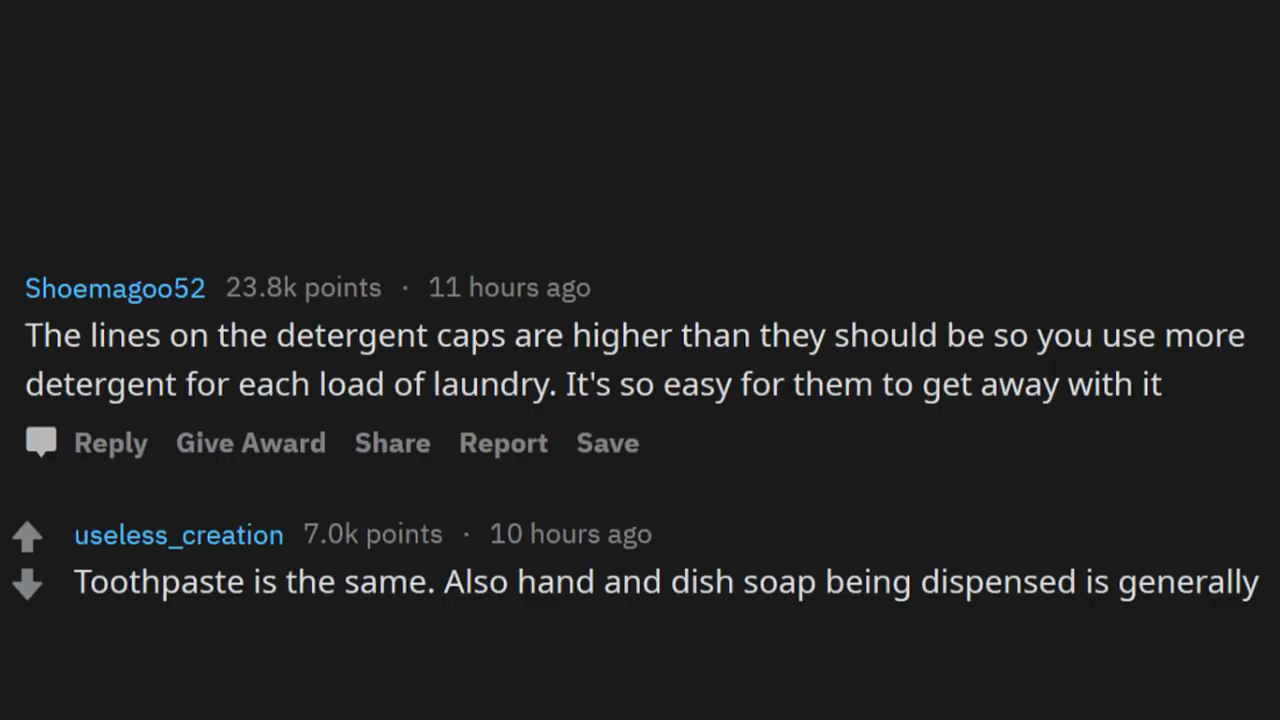 Shoemagoo52 23.8k points · 11 hours ago
The lines on the detergent caps are higher than they should be so you use more
detergent for each load of laundry. It's so easy for them to get away with it
Reply Give Award Share Report Save
useless_creation 7.0k points · 10 hours ago
Toothpaste is the same. Also hand and dish soap being dispensed is generally